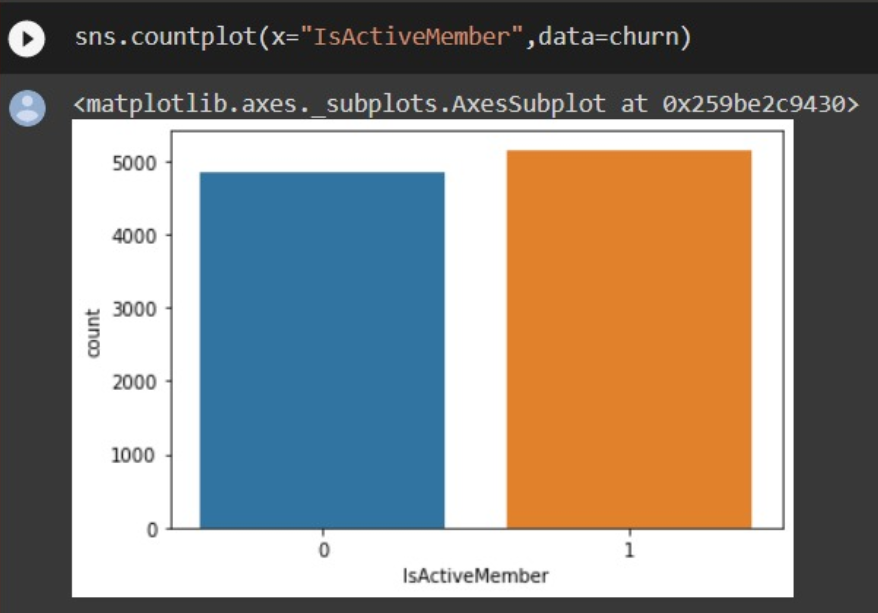 sns.countplot(x="IsActiveMember",data=churn)
<matplotlib.axes._subplots.AxesSubplot at 0x259be2c9430>
5000
4000
3000
2000
1000
0
count
0 1
IsActiveMember